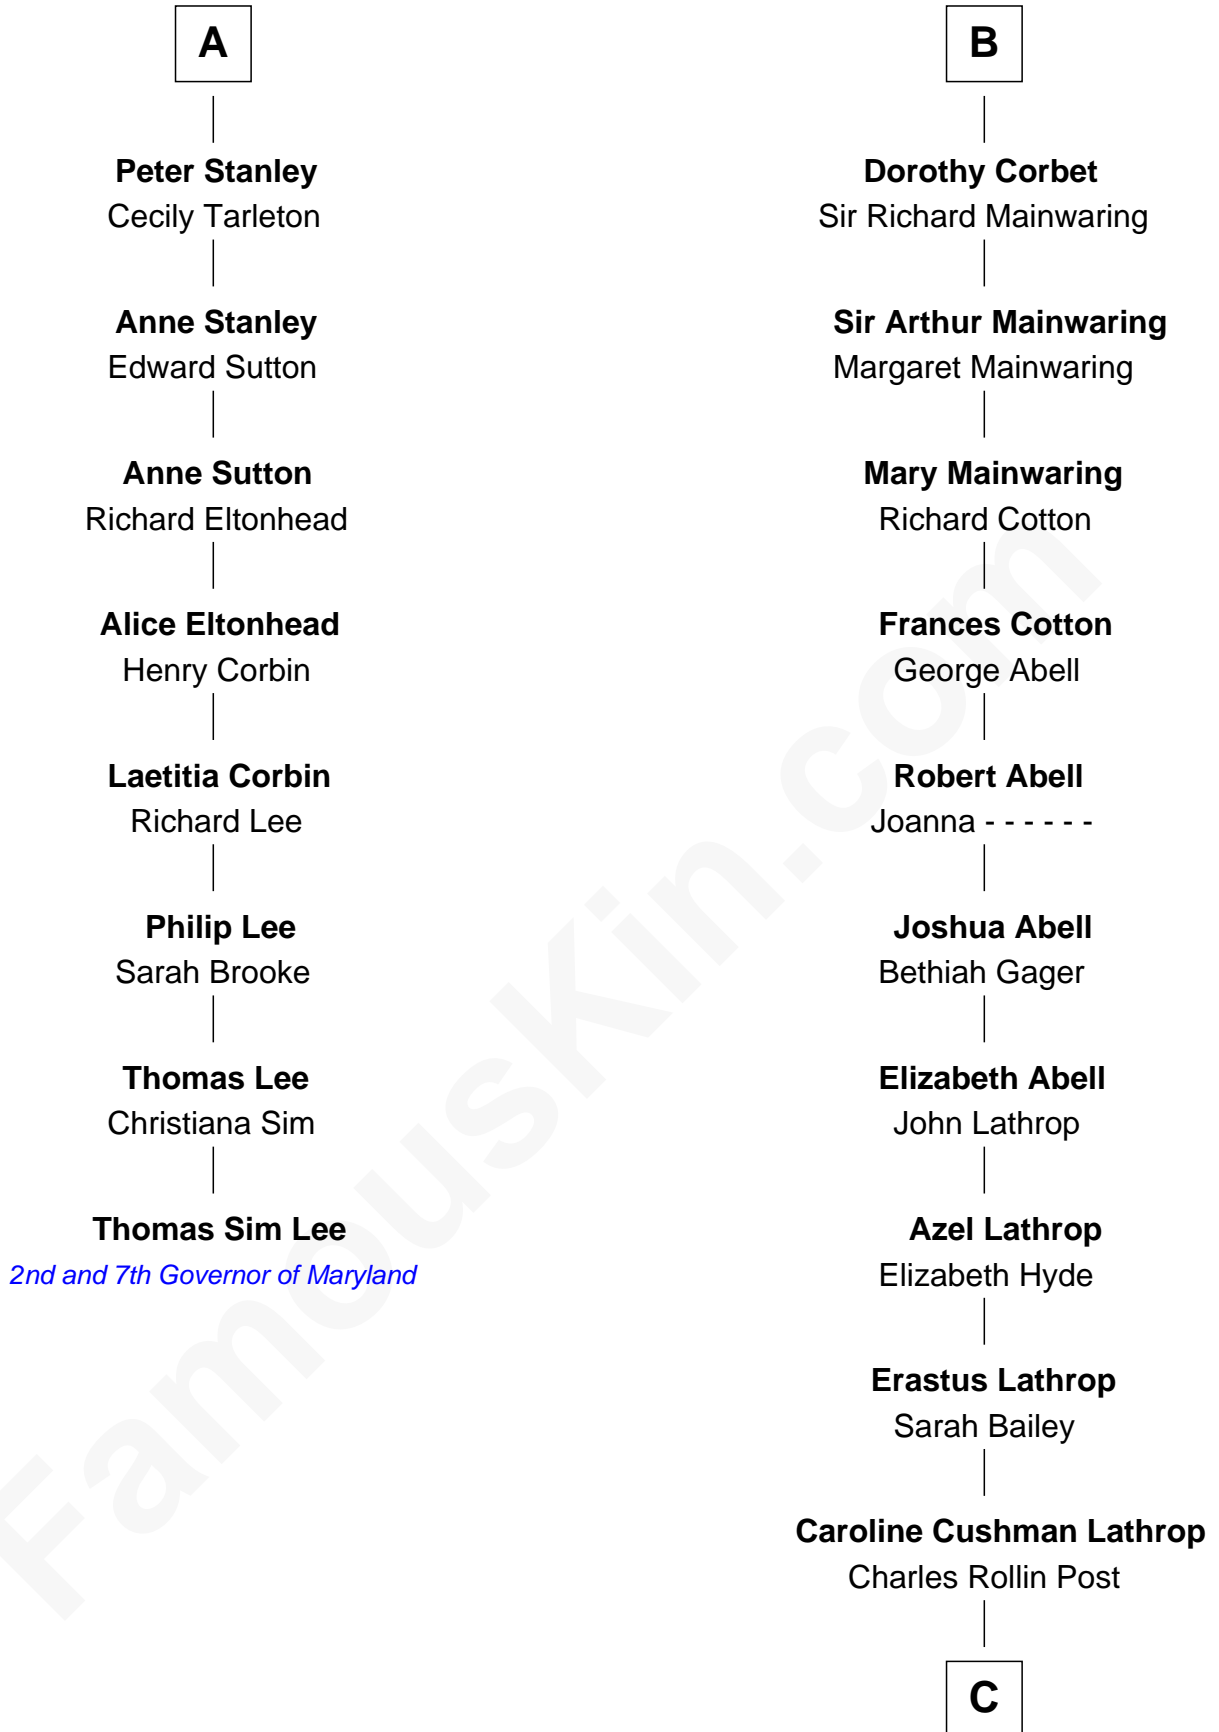 A
Peter Stanley
Cecily Tarleton
Anne Stanley
Edward Sutton
Anne Sutton
Richard Eltonhead
Alice Eltonhead
Henry Corbin
Laetitia Corbin
Richard Lee
Philip Lee
Sarah Brooke
Thomas Lee
Christiana Sim
Thomas Sim Lee
2nd and 7th Governor of Maryland
B
Dorothy Corbet
Sir Richard Mainwaring
Sir Arthur Mainwaring
Margaret Mainwaring
Mary Mainwaring
Richard Cotton
Frances Cotton
George Abell
Robert Abell
Joanna - - - - - -
Joshua Abell
Bethiah Gager
Elizabeth Abell
John Lathrop
Azel Lathrop
Elizabeth Hyde
Erastus Lathrop
Sarah Bailey
Caroline Cushman Lathrop
Charles Rollin Post
C
FamousKin.com